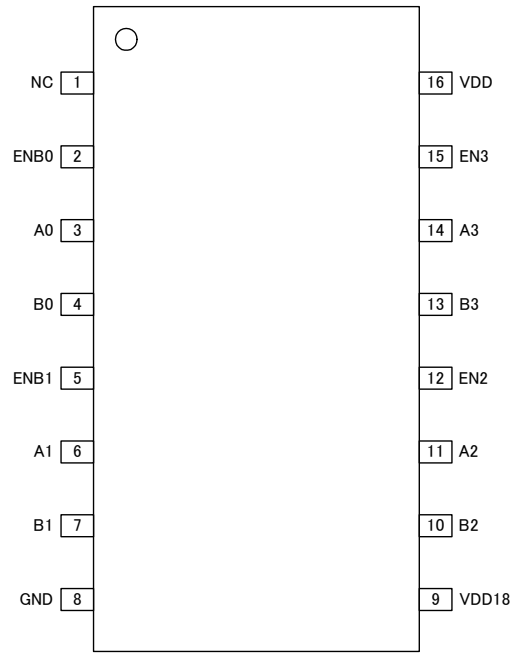 NC 1 16 VDD
ENB0 2 15 EN3
A0 3 14 A3
B0 4 13 B3
ENB1 5 12 EN2
A1 6 11 A2
B1 7 10 B2
GND 8 9 VDD18